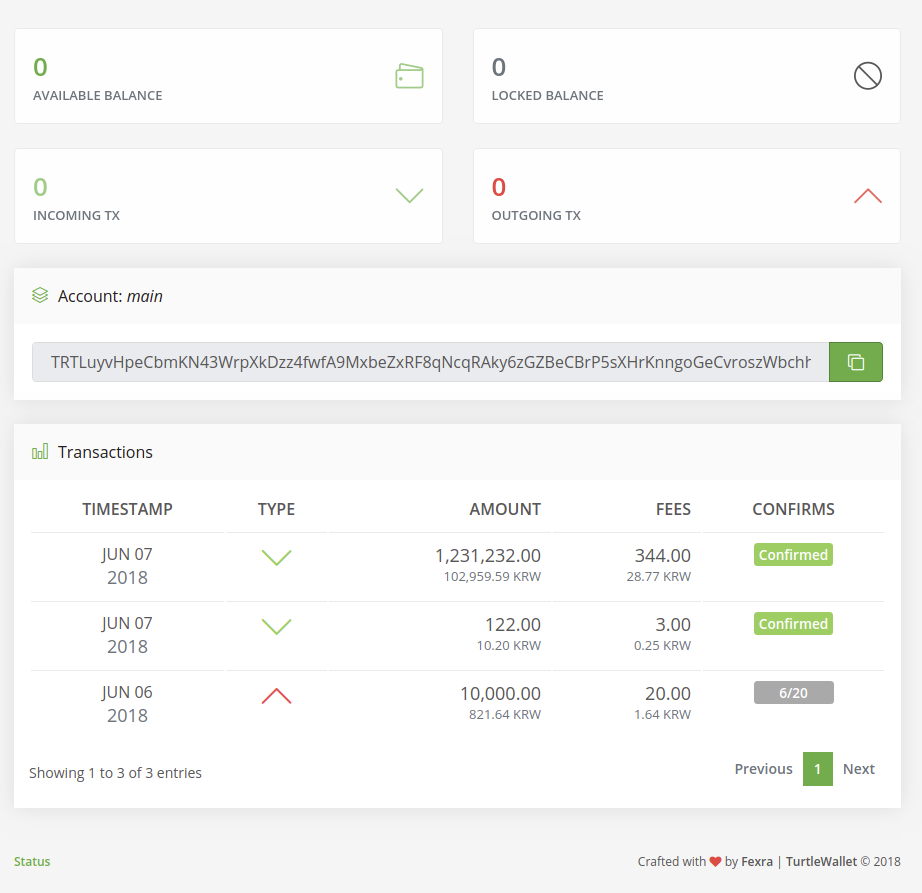 0
AVAILABLE BALANCE
0
LOCKED BALANCE
0
INCOMING TX
0
OUTGOING TX
Account: main
TRTLuyvHpeCbmKN43WrpXkDzz4fwfA9MxbeZxRF8qNcqRAky6zGZBeCBrP5sXHrKnngoGeCvroszWbchr
Transactions
TIMESTAMP TYPE AMOUNT FEES CONFIRMS
JUN 07 2018 1,231,232.00 344.00 Confirmed
102,959.59 KRW 28.77 KRW
JUN 07 2018 122.00 3.00 Confirmed
10.20 KRW 0.25 KRW
JUN 06 2018 10,000.00 20.00 6/20
821.64 KRW 1.64 KRW
Showing 1 to 3 of 3 entries
Previous 1 Next
Status
Crafted with ❤ by Fexra | TurtleWallet © 2018